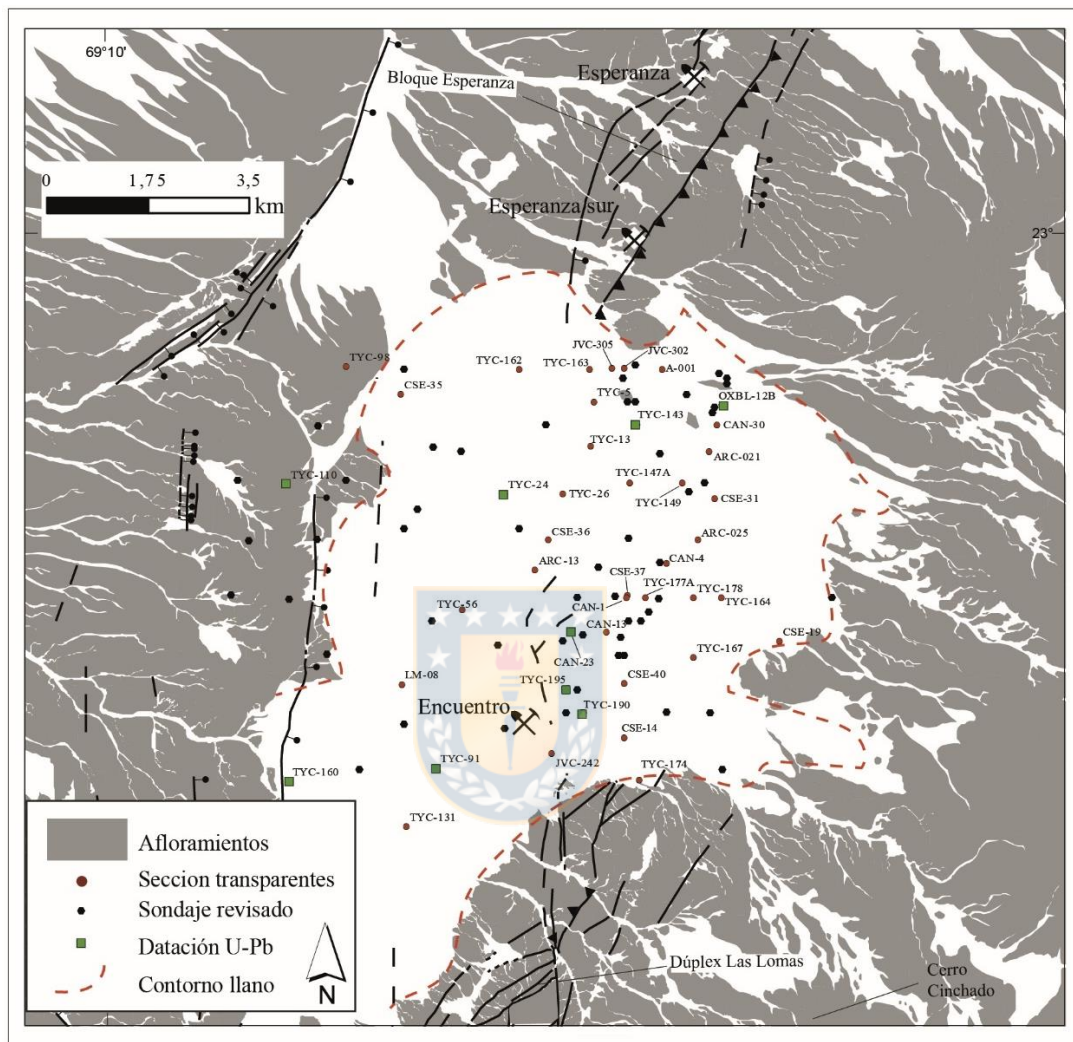 69°10'
Esperanza
Bloque Esperanza
0 1,75 3,5
km
Esperanza sur
23°
JVC-305
JVC-302
TYC-98
TYC-162
TYC-163
A-001
CSE-35
TYC-5
OXBL-12B
TYC-143
CAN-30
TYC-13
ARC-021
TYC-110
TYC-147A
TYC-24
TYC-26
TYC-149
CSE-31
CSE-36
ARC-025
ARC-13
CAN-4
CSE-37
TYC-177A
TYC-178
CAN-1
TYC-164
TYC-56
CAN-13
CSE-19
CAN-23
TYC-167
LM-08
TYC-195
CSE-40
Encuentro
TYC-190
CSE-14
TYC-91
JVC-242
TYC-160
TYC-174
TYC-131
Afloramientos
Seccion transparentes
Sondaje revisado
Datación U-Pb
Contorno llano
N
Dúplex Las Lomas
Cerro
Cinchado